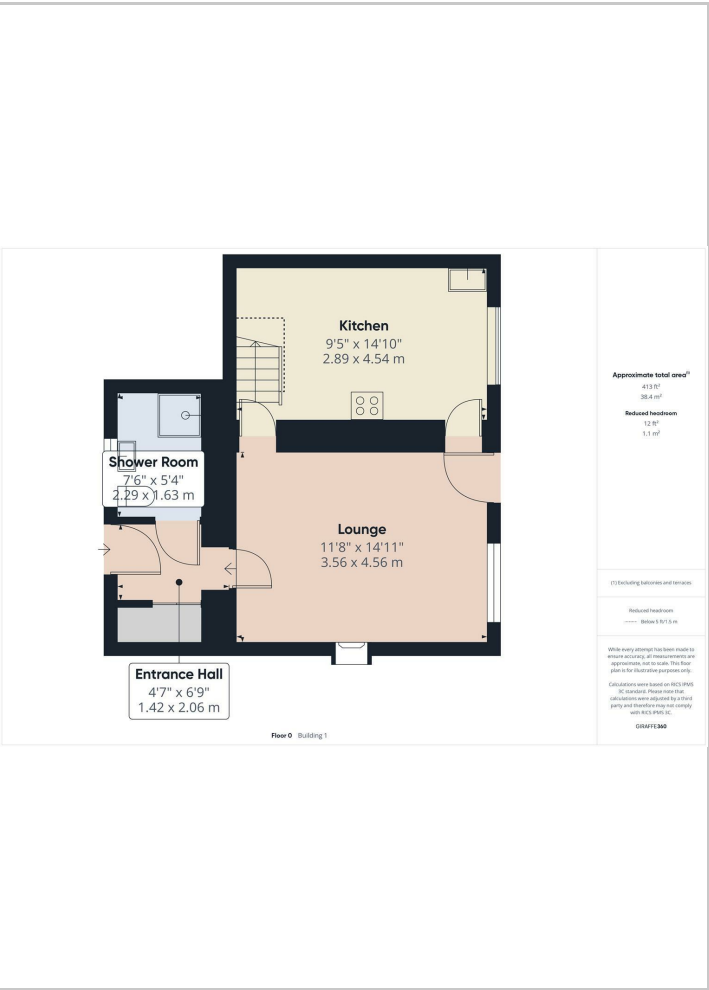 Kitchen
9'5" x 14'10"
2.89 x 4.54 m
Shower Room
7'6" x 5'4"
2.29 x 1.63 m
Lounge
11'8" x 14'11"
3.56 x 4.56 m
Entrance Hall
4'7" x 6'9"
1.42 x 2.06 m
Floor 0 Building 1
Approximate total area(1)
413 ft²
38.4 m²
Reduced headroom
12 ft²
1.1 m²
(1) Excluding balconies and terraces
Reduced headroom
Below 5 ft/1.5 m
While every attempt has been made to
ensure accuracy, all measurements are
approximate, not to scale. This floor
plan is for illustrative purposes only.
Calculations were based on RICS IPMS
3C standard. Please note that
calculations were adjusted by a third
party and therefore may not comply
with RICS IPMS 3C.
GIRAFFE360